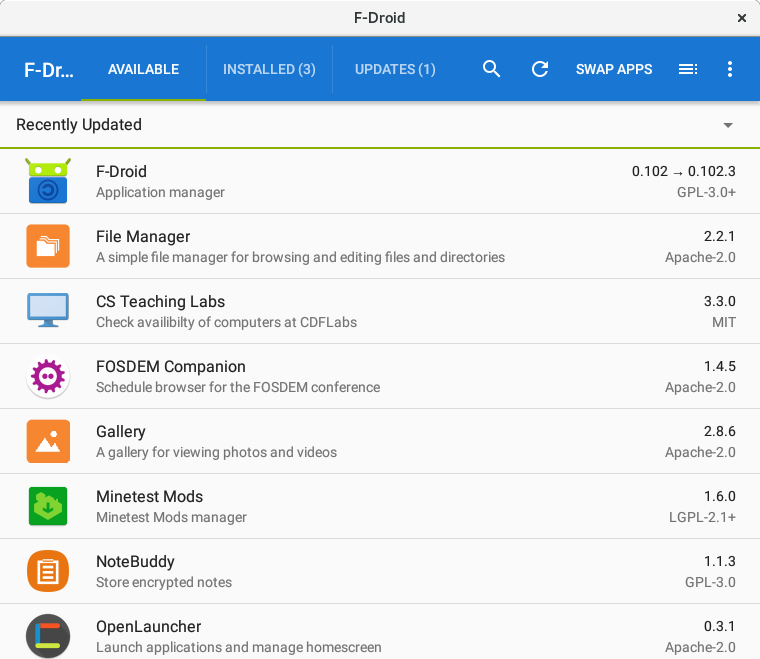 F-Droid
F-Dr... AVAILABLE INSTALLED (3) UPDATES (1) SWAP APPS
Recently Updated
F-Droid 0.102 → 0.102.3
Application manager GPL-3.0+
File Manager 2.2.1
A simple file manager for browsing and editing files and directories Apache-2.0
CS Teaching Labs 3.3.0
Check availibilty of computers at CDFLabs MIT
FOSDEM Companion 1.4.5
Schedule browser for the FOSDEM conference Apache-2.0
Gallery 2.8.6
A gallery for viewing photos and videos Apache-2.0
Minetest Mods 1.6.0
Minetest Mods manager LGPL-2.1+
NoteBuddy 1.1.3
Store encrypted notes GPL-3.0
OpenLauncher 0.3.1
Launch applications and manage homescreen Apache-2.0